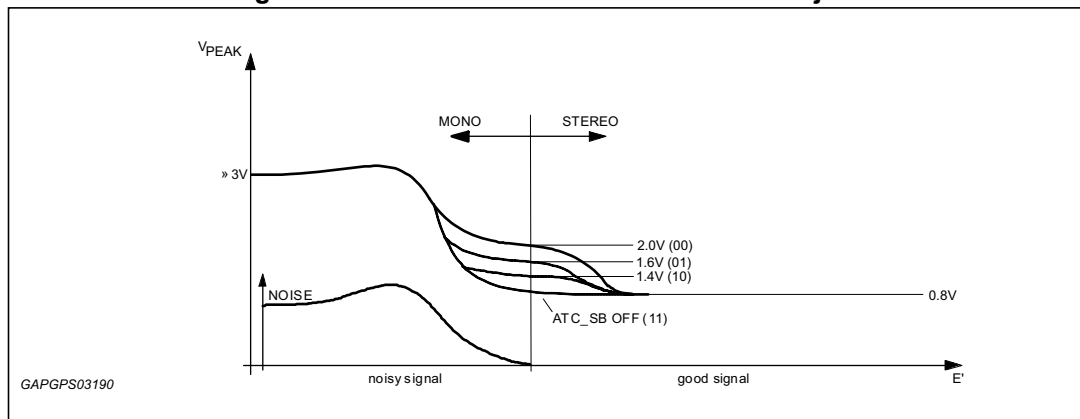 V_PEAK
MONO
STEREO
» 3V
2.0V (00)
1.6V (01)
1.4V (10)
NOISE
0.8V
ATC_SB OFF (11)
noisy signal
good signal
E'
GAPGPS03190